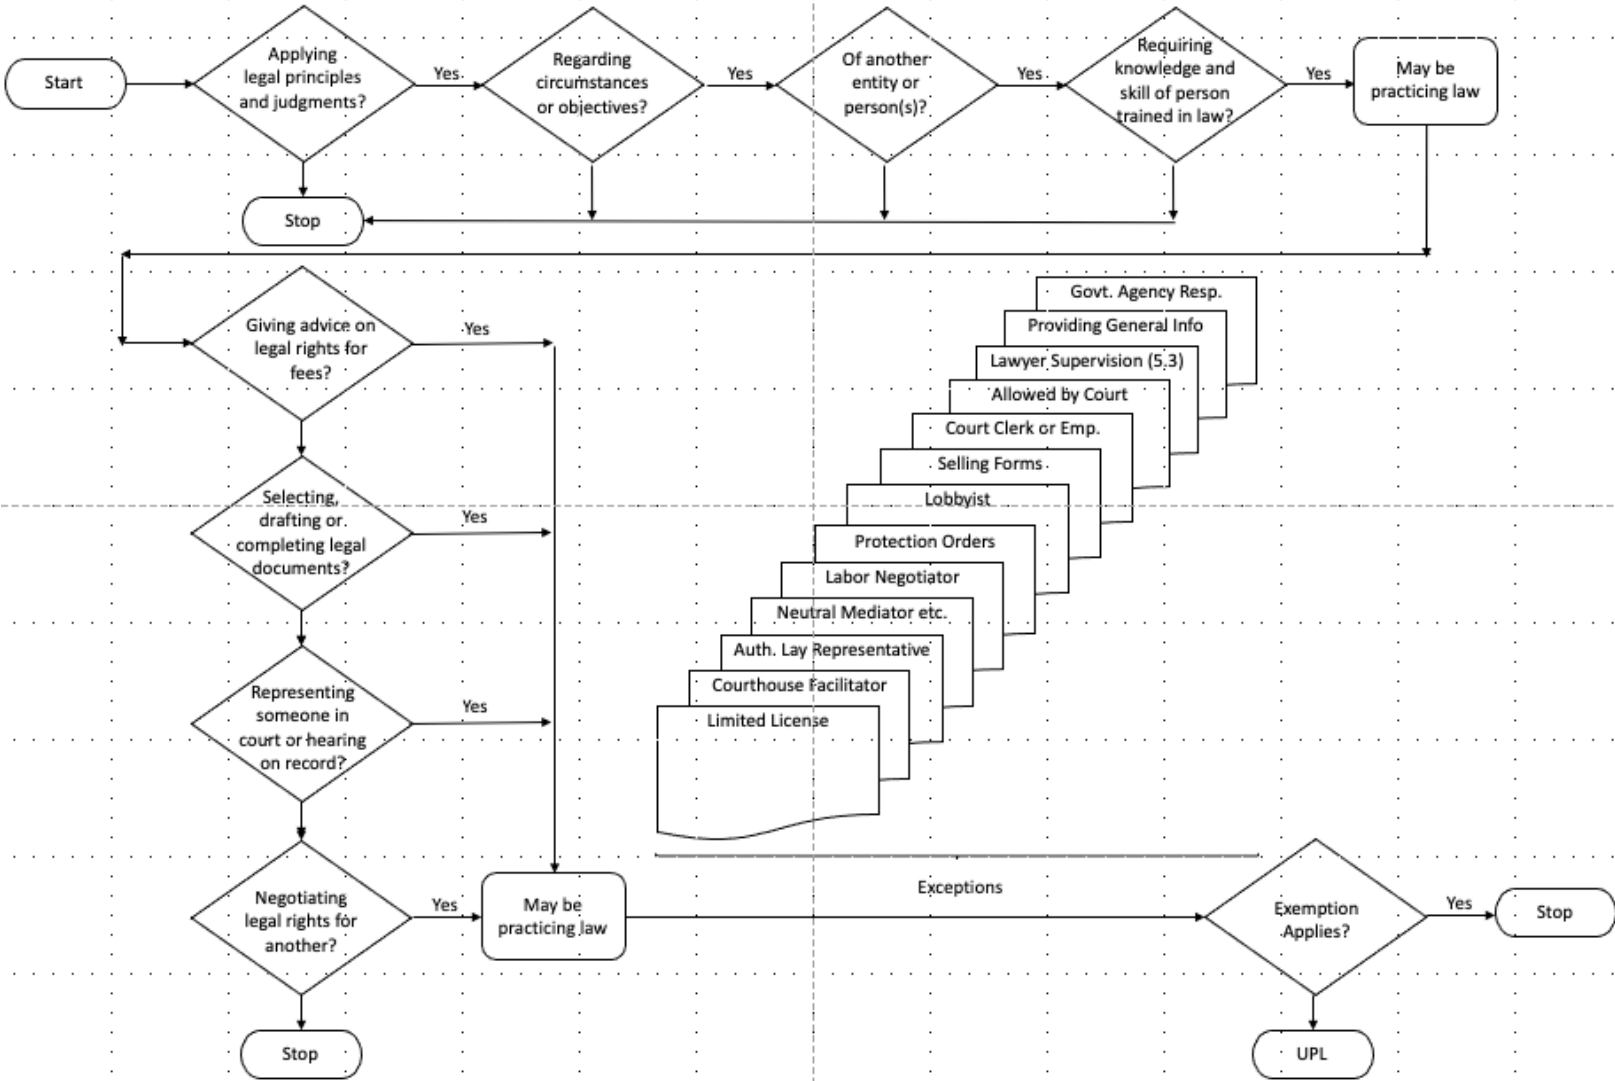 Start
Applying
legal principles
and judgments?
Yes
Regarding
circumstances
or objectives?
Yes
Of another
entity or
person(s)?
Yes
Requiring
knowledge and
skill of person
trained in law?
Yes
May be
practicing law
Stop
Giving advice on
legal rights for
fees?
Yes
Selecting,
drafting or
completing legal
documents?
Yes
Representing
someone in
court or hearing
on record?
Yes
Negotiating
legal rights for
another?
Yes
May be
practicing law
Stop
Govt. Agency Resp.
Providing General Info
Lawyer Supervision (5.3)
Allowed by Court
Court Clerk or Emp.
Selling Forms
Lobbyist
Protection Orders
Labor Negotiator
Neutral Mediator etc.
Auth. Lay Representative
Courthouse Facilitator
Limited License
Exceptions
Exemption
Applies?
Yes
Stop
UPL